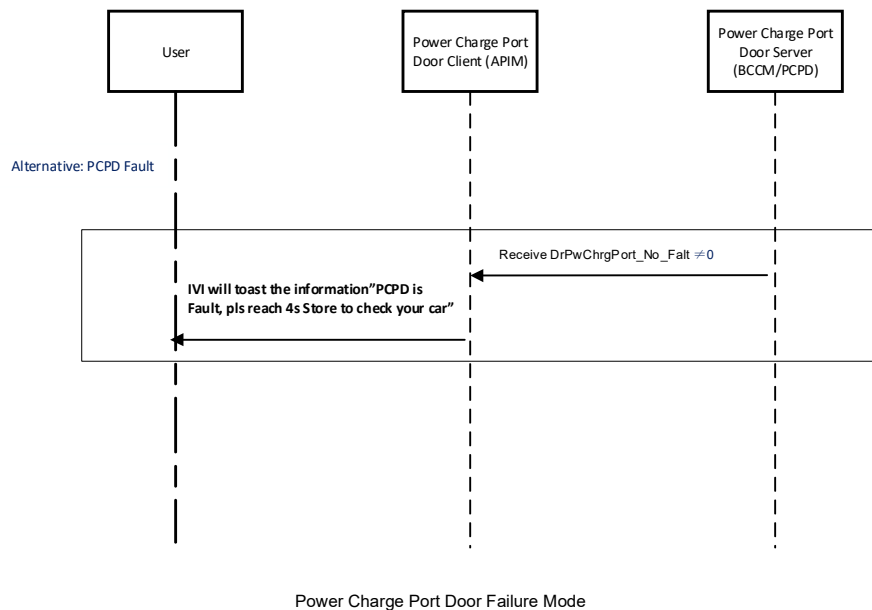 User
Power Charge Port
Door Client (APIM)
Power Charge Port
Door Server
(BCCM/PCPD)
Alternative: PCPD Fault
Receive DrPwChrgPort_No_Falt ≠0
IVI will toast the information”PCPD is
Fault, pls reach 4s Store to check your car”
Power Charge Port Door Failure Mode